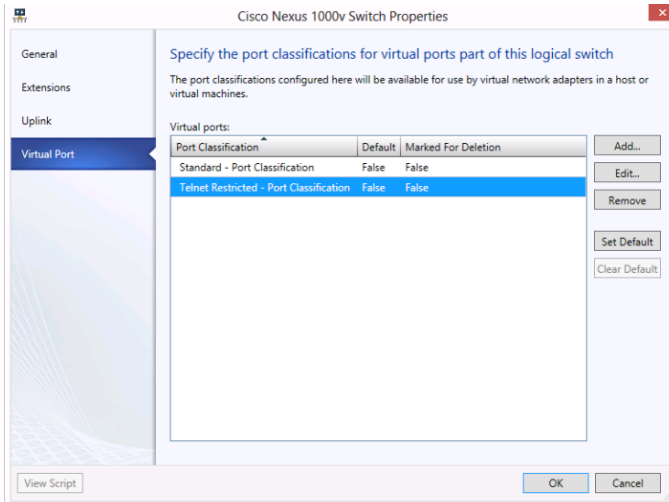 Cisco Nexus 1000v Switch Properties
General
Extensions
Uplink
Virtual Port
Specify the port classifications for virtual ports part of this logical switch
The port classifications configured here will be available for use by virtual network adapters in a host or
virtual machines.
Virtual ports:
Port Classification Default Marked For Deletion
Standard - Port Classification False False
Telnet Restricted - Port Classification False False
Add...
Edit...
Remove
Set Default
Clear Default
View Script
OK
Cancel